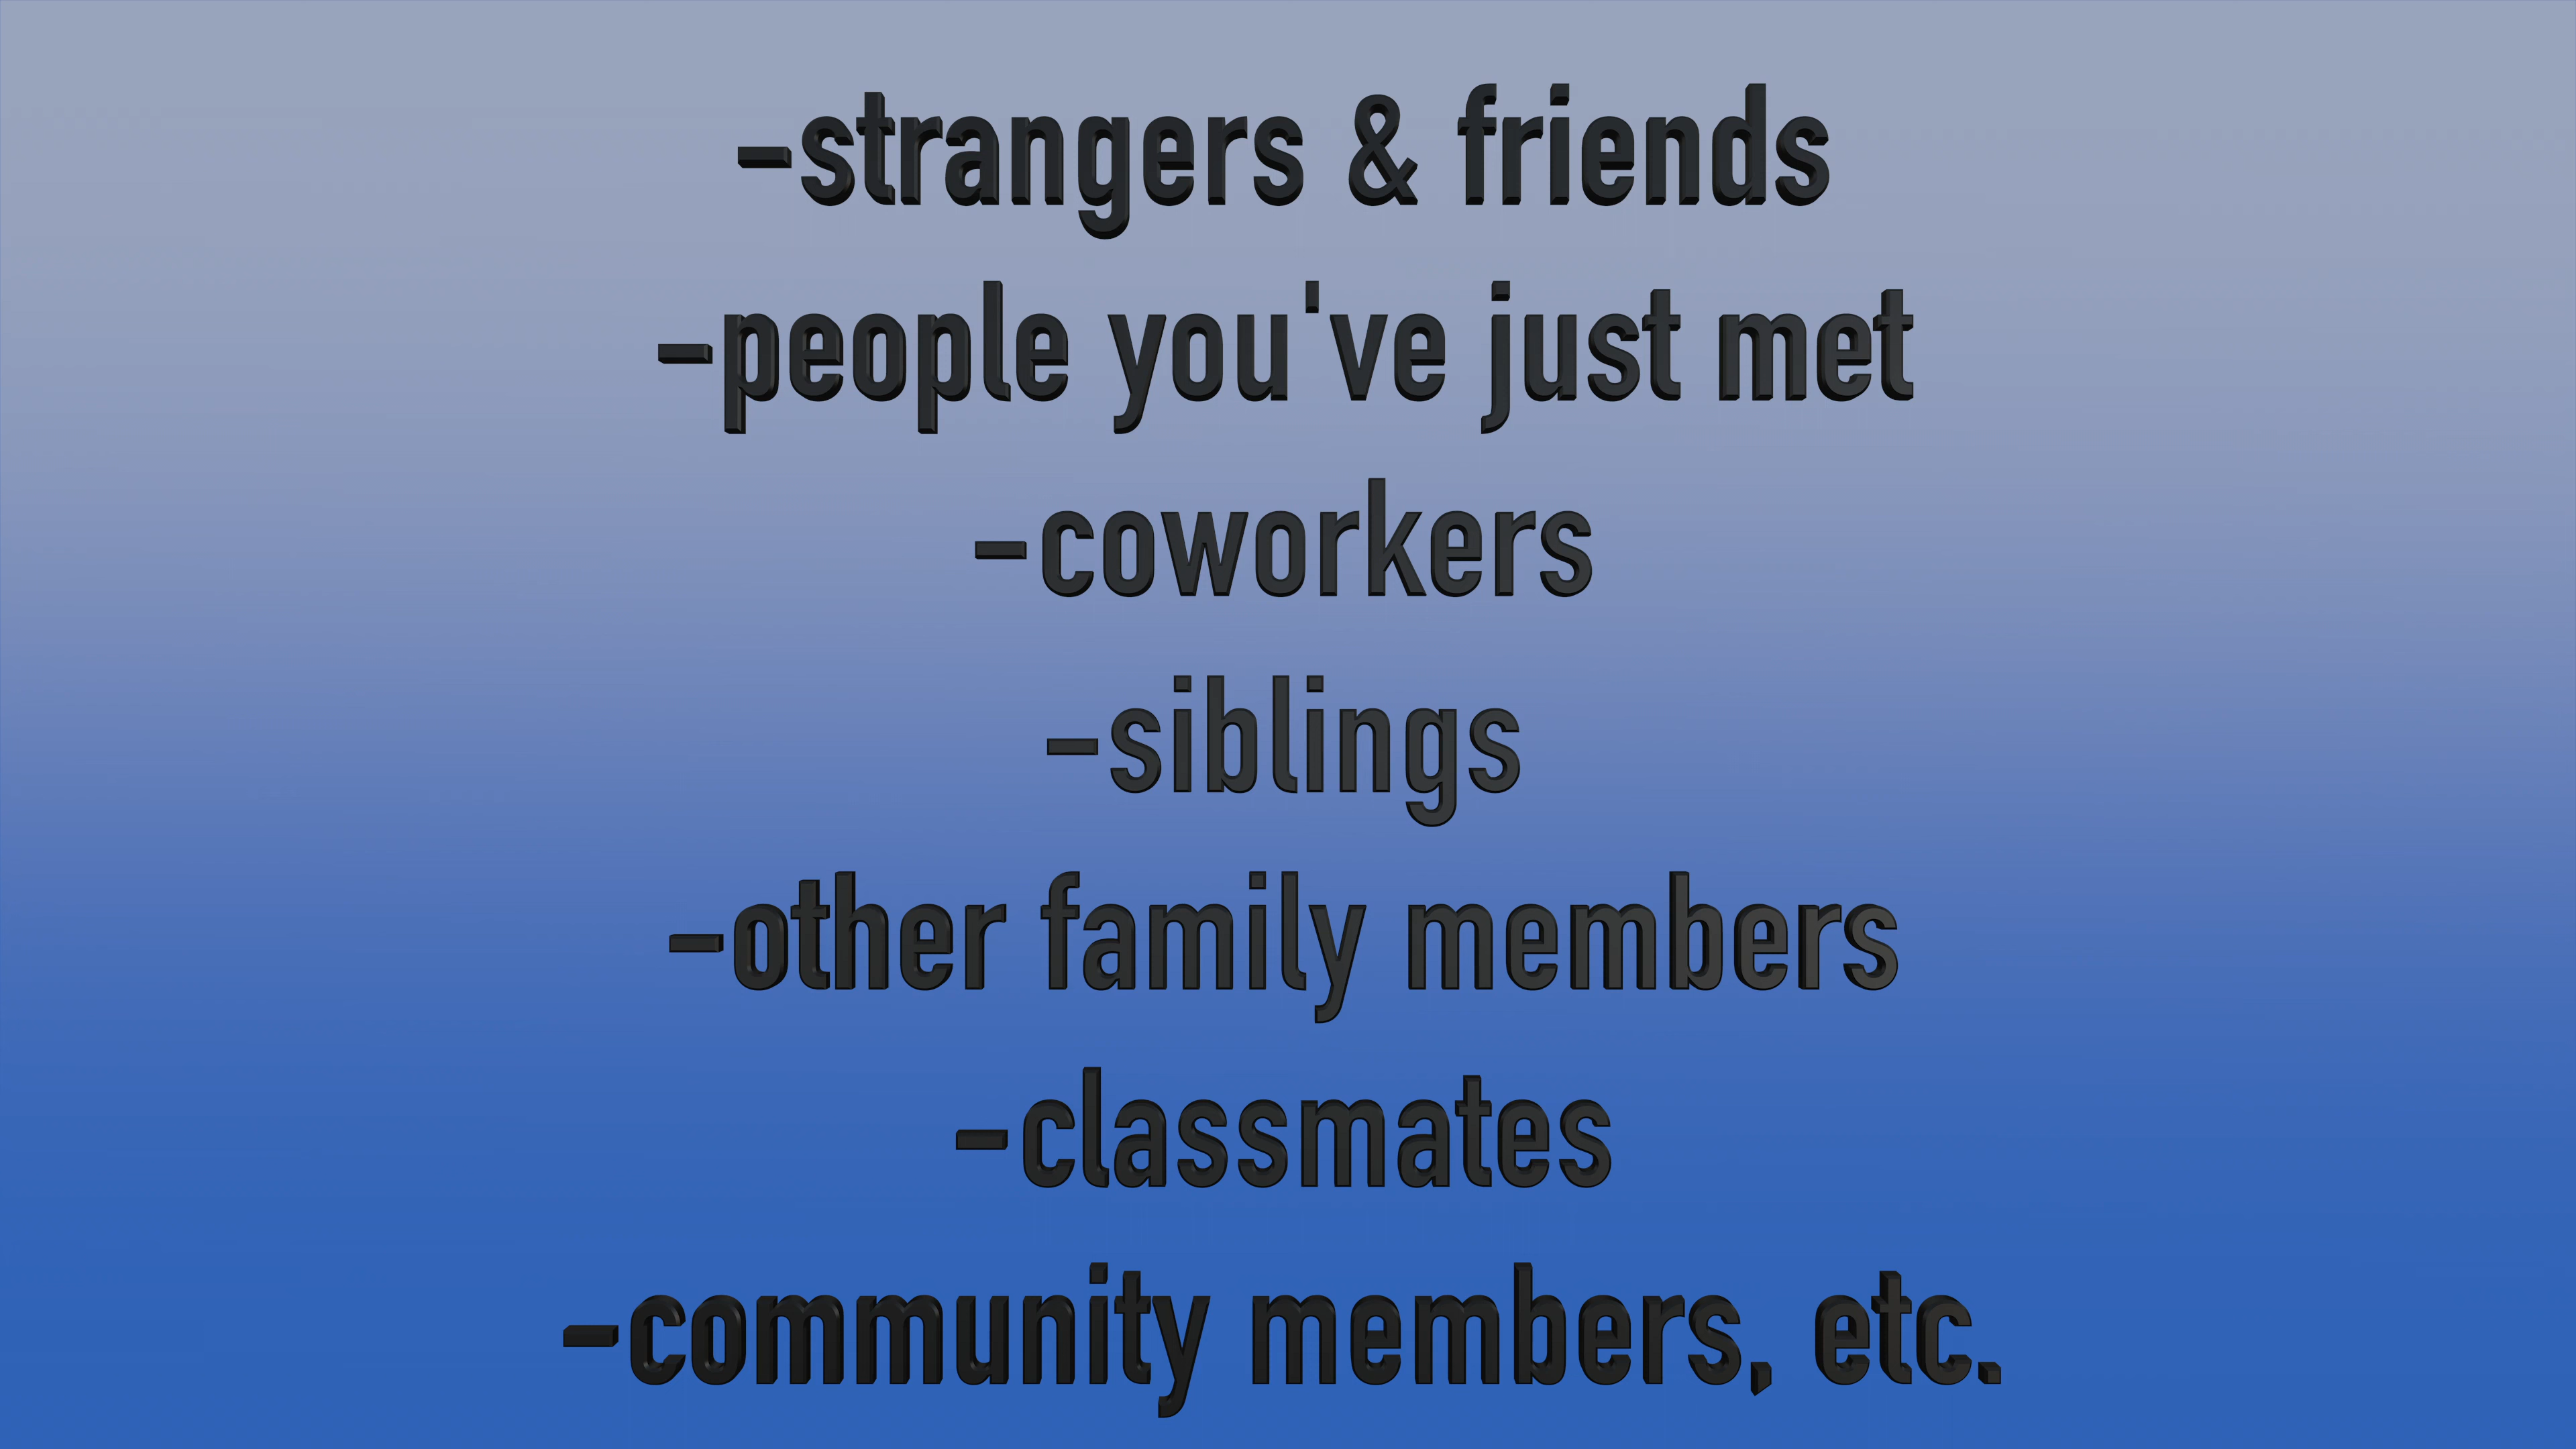 -strangers & friends
-people you've just met
-coworkers
-siblings
-other family members
-classmates
-community members, etc.